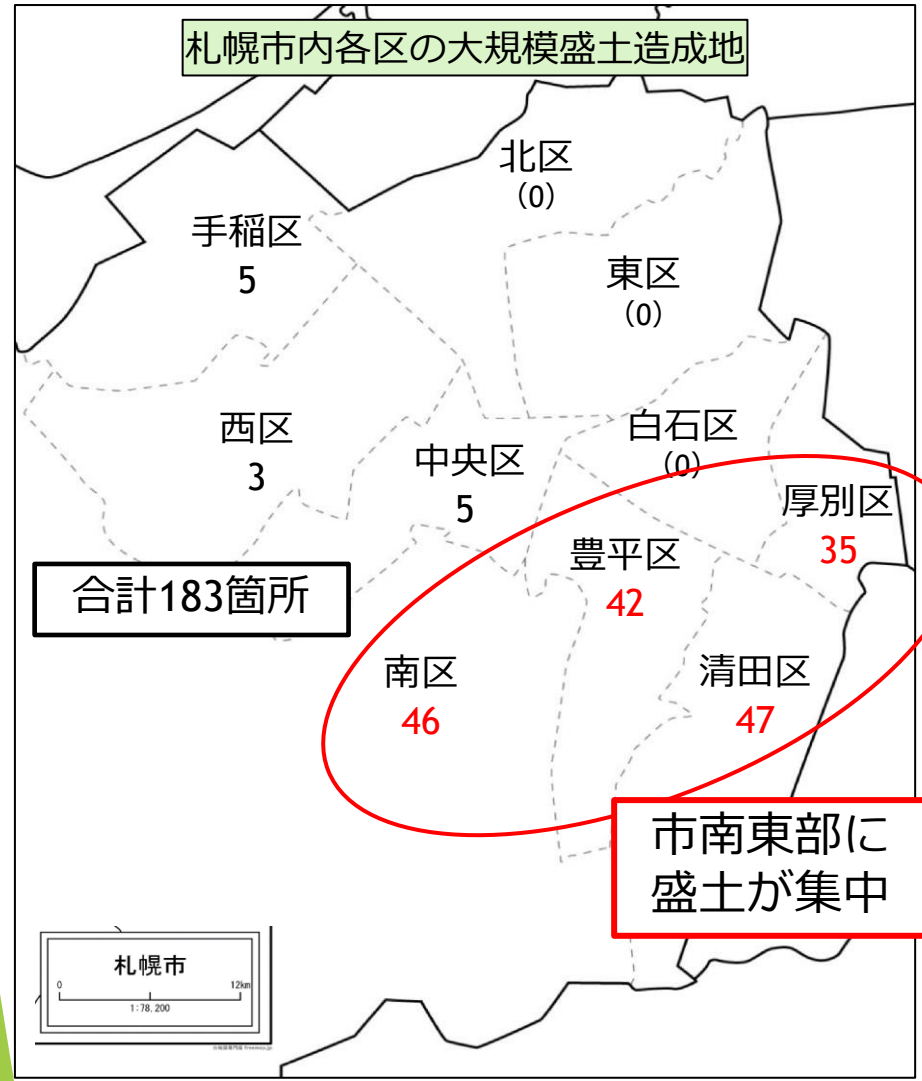 札幌市内各区の大規模盛土造成地
北区
(0)
手稲区
5
東区
(0)
西区
3
中央区
5
白石区
(0)
厚別区
35
豊平区
42
合計183箇所
南区
46
清田区
47
市南東部に
盛土が集中
札幌市
0 12km
1:78,200